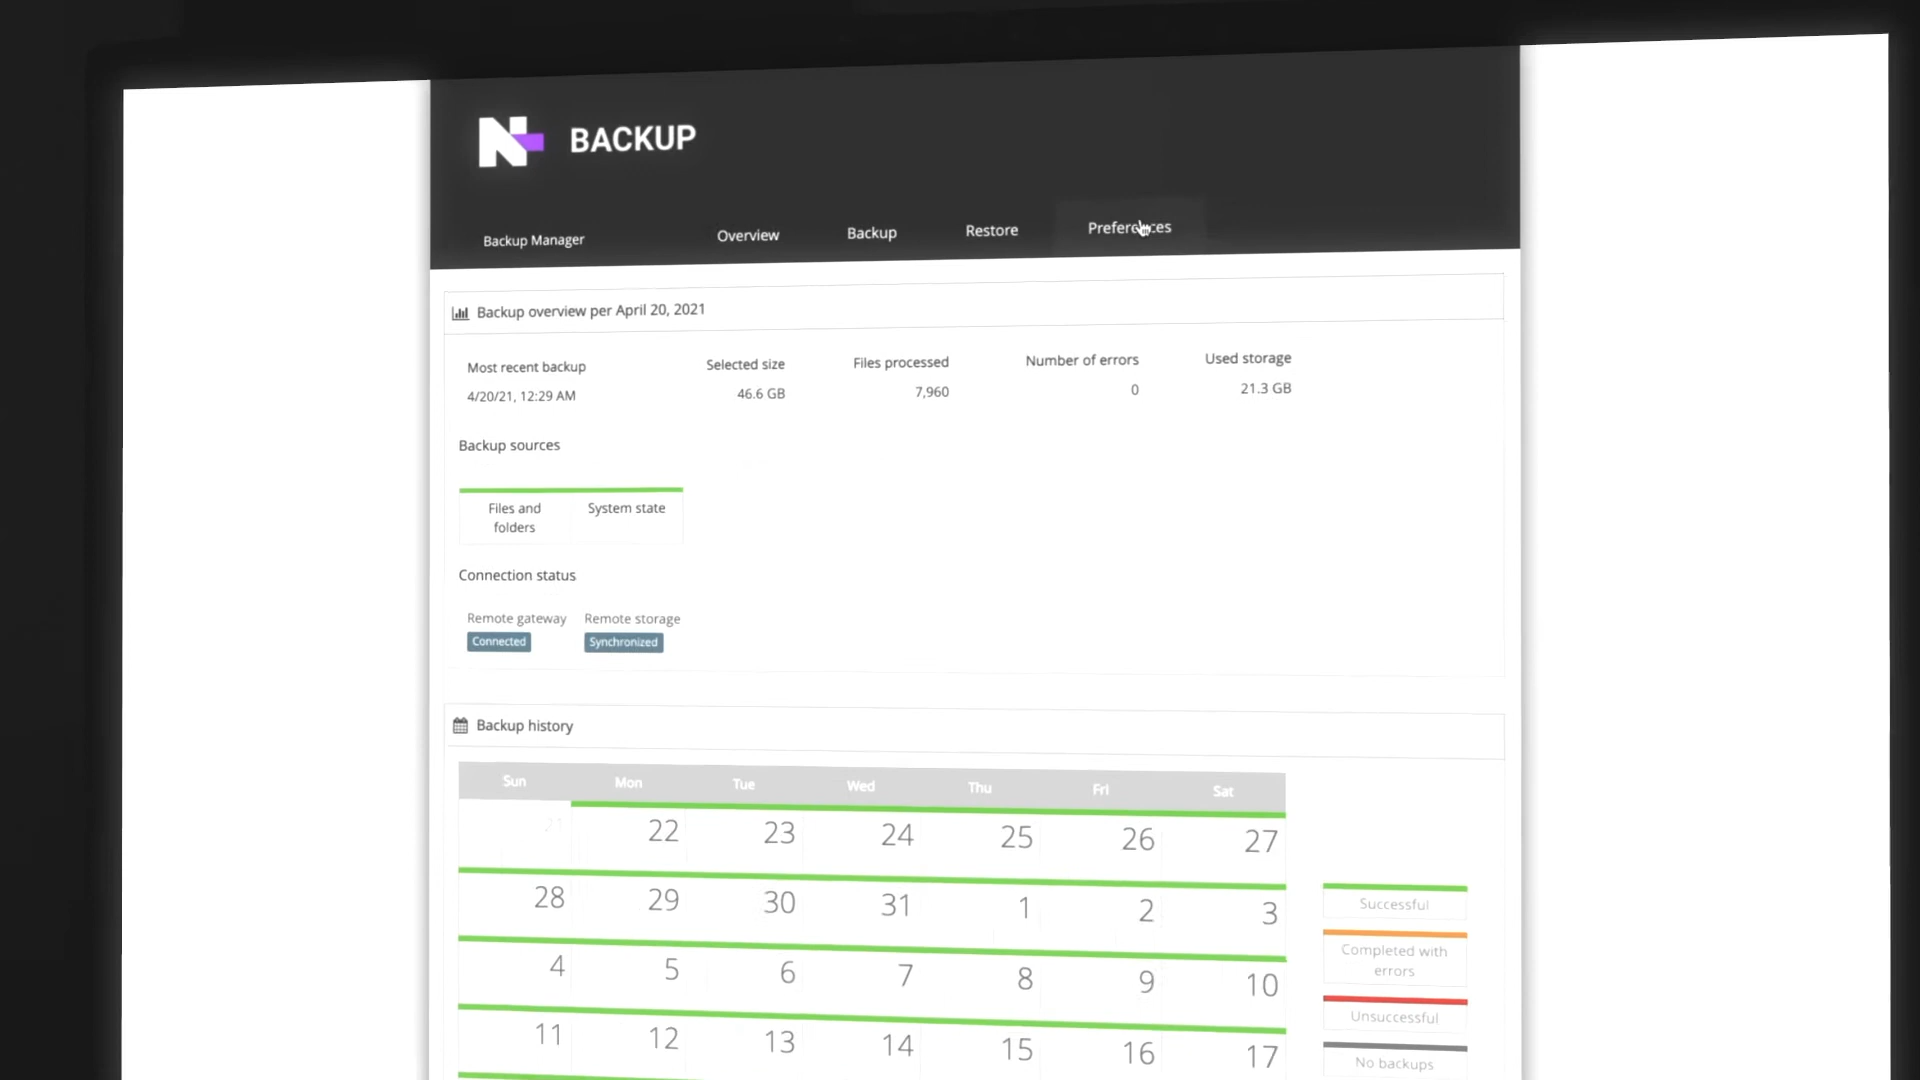 N
BACKUP
Backup Manager Overview Backup Restore Preferences
Backup overview per April 20, 2021
Most recent backup Selected size Files processed Number of errors Used storage
4/20/21, 12:29 AM 46.6 GB 7,960 0 21.3 GB
Backup sources
Files and folders System state
Connection status
Remote gateway Remote storage
Connected Synchronized
Backup history
Sun Mon Tue Wed Thu Fri Sat
21 22 23 24 25 26 27
28 29 30 31 1 2 3
4 5 6 7 8 9 10
11 12 13 14 15 16 17
Successful
Completed with
errors
Unsuccessful
No backups